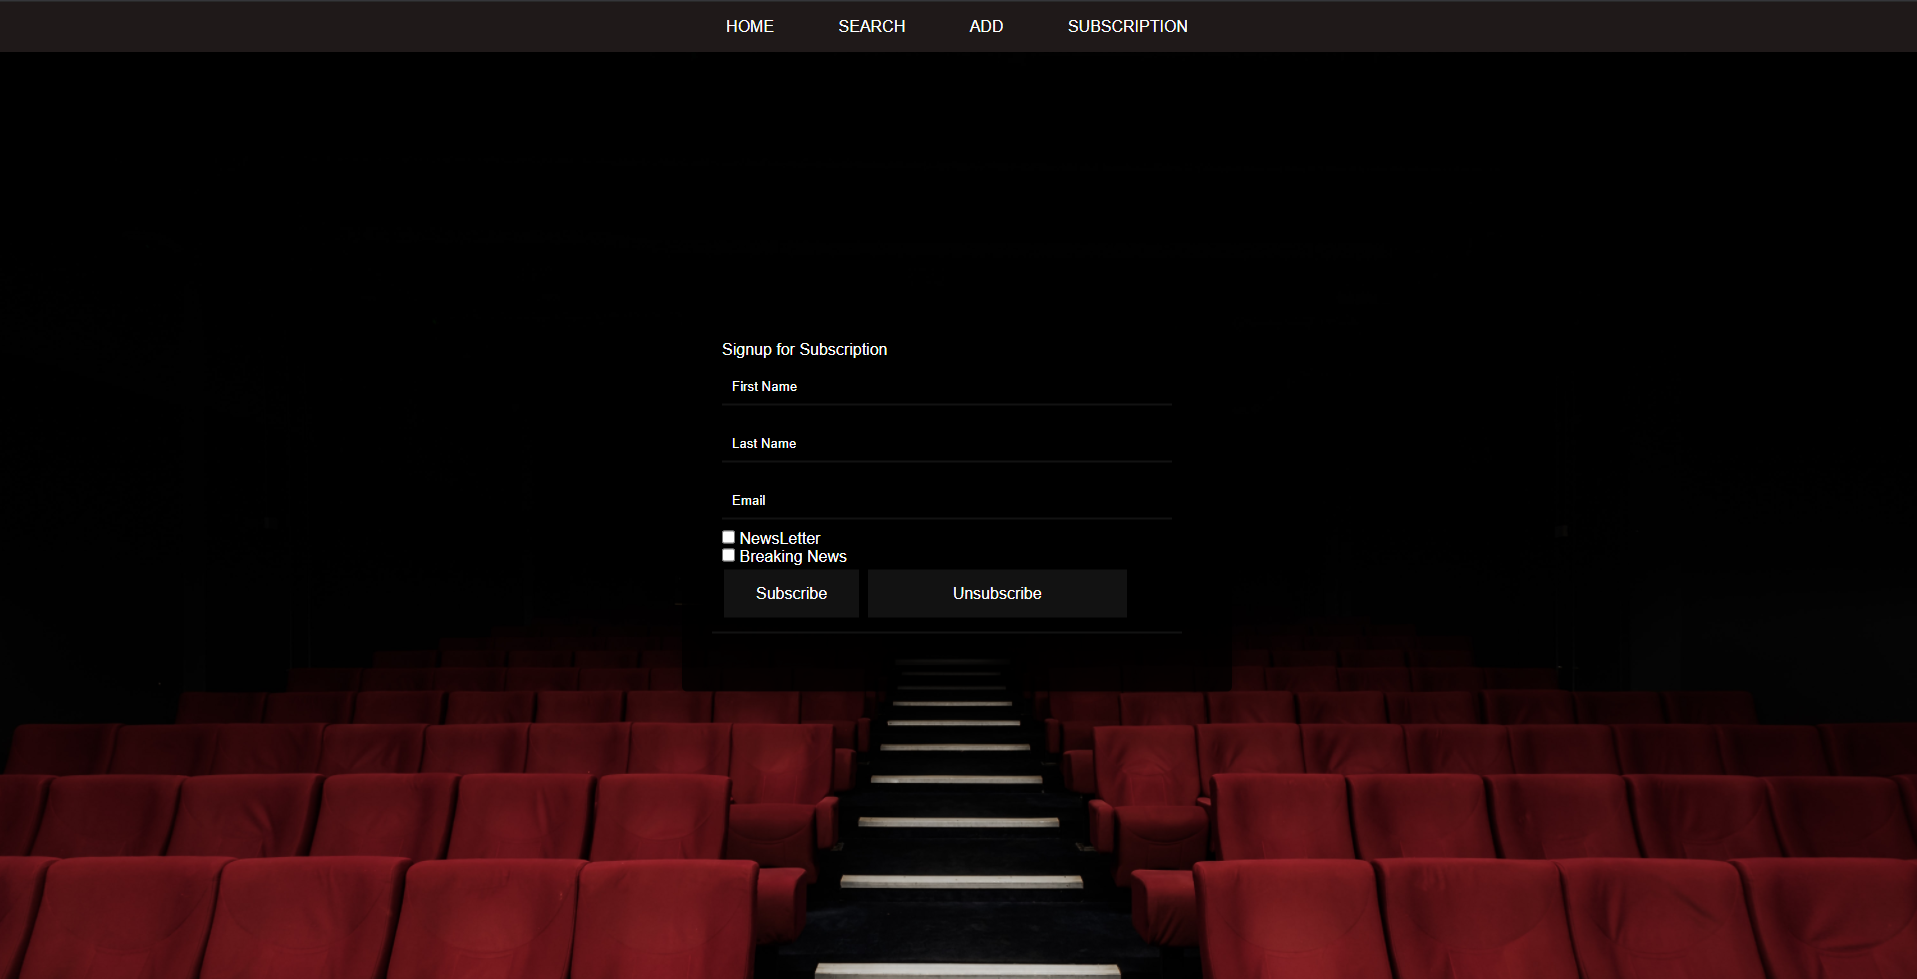 HOME SEARCH ADD SUBSCRIPTION
Signup for Subscription
First Name
Last Name
Email
NewsLetter
Breaking News
Subscribe Unsubscribe